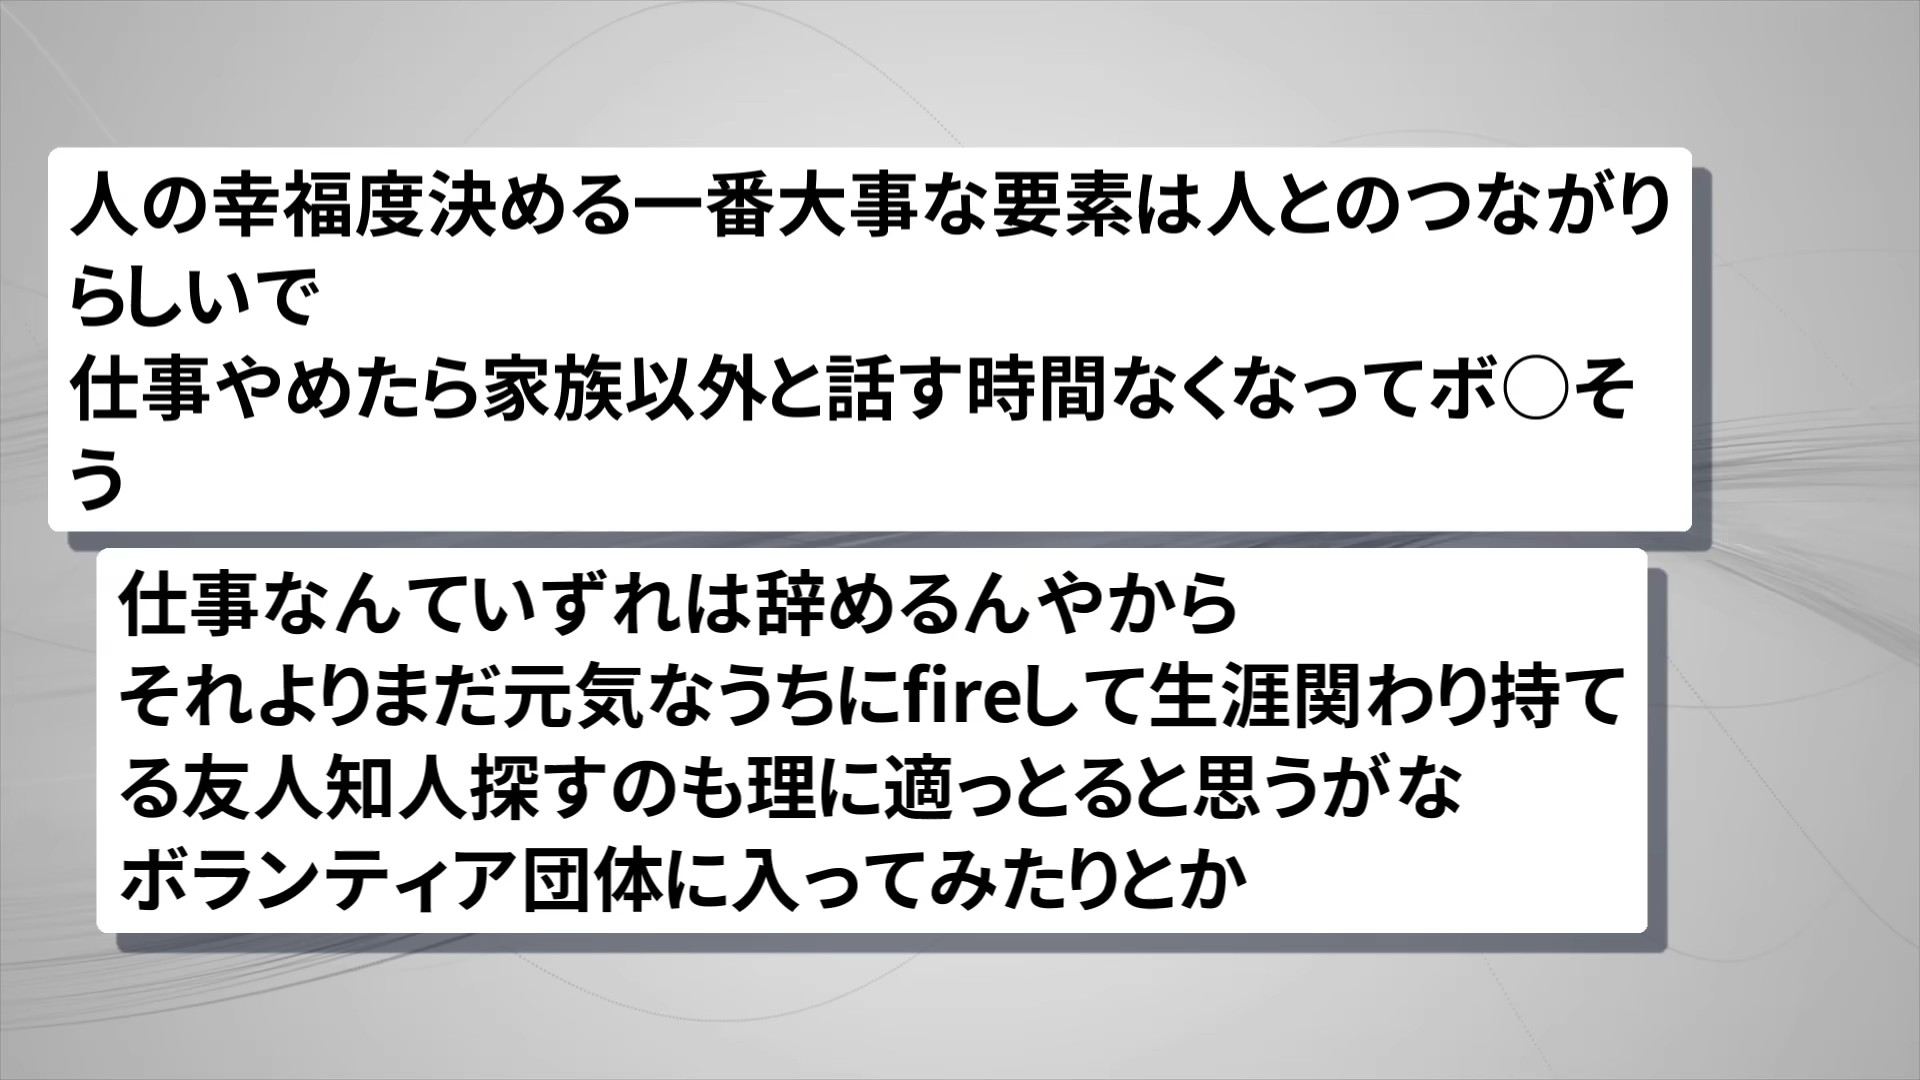 人の幸福度決める一番大事な要素は人とのつながり
らしいで
仕事やめたら家族以外と話す時間なくなってボ◯そ
う
仕事なんていずれは辞めるんやから
それよりまだ元気なうちにfireして生涯関わり持て
る友人知人探すのも理に適っとると思うがな
ボランティア団体に入ってみたりとか